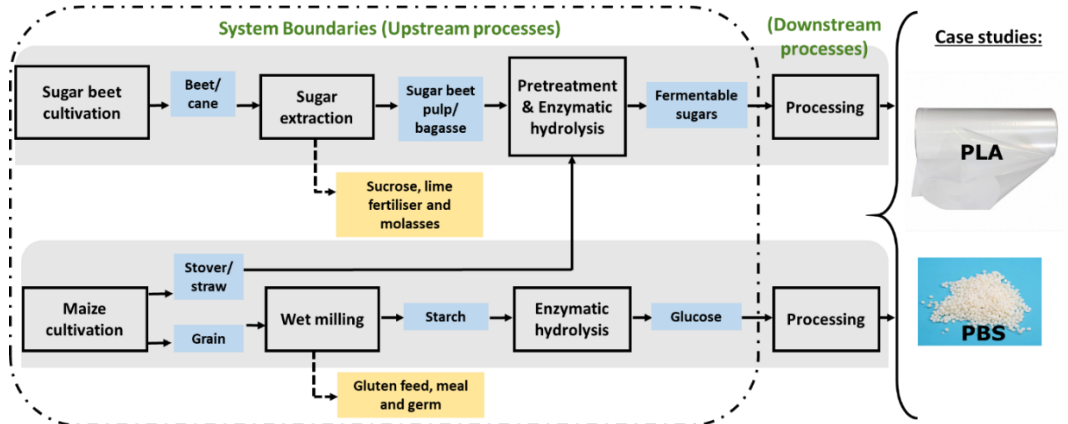 System Boundaries (Upstream processes)
(Downstream
processes)
Case studies:
Sugar beet
cultivation
Beet/
cane
Sugar
extraction
Sugar beet
pulp/
bagasse
Pretreatment
& Enzymatic
hydrolysis
Fermentable
sugars
Processing
PLA
Sucrose, lime
fertiliser and
molasses
Stover/
straw
Maize
cultivation
Grain
Wet milling
Starch
Enzymatic
hydrolysis
Glucose
Processing
PBS
Gluten feed, meal
and germ